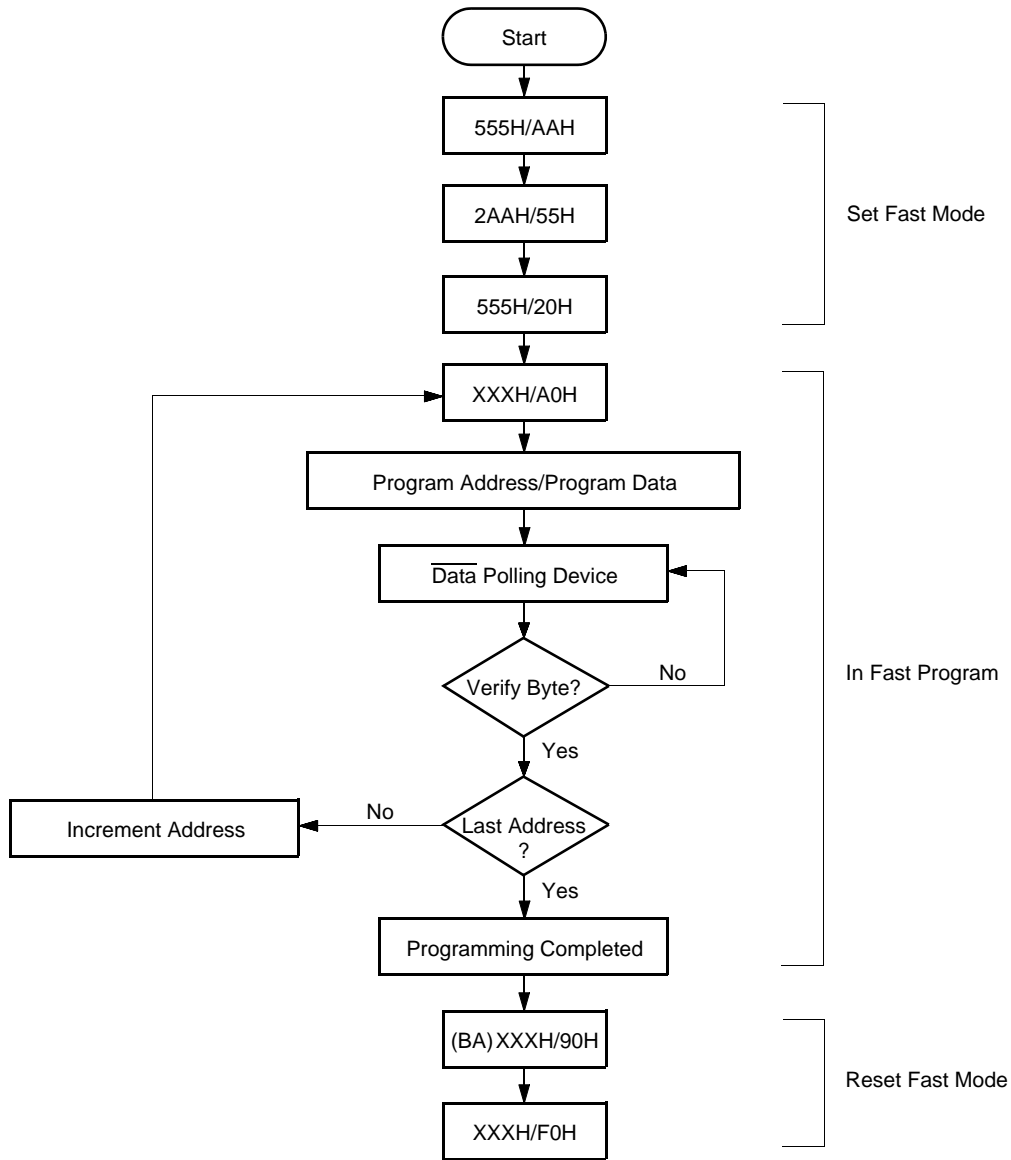 Start
555H/AAH
2AAH/55H
Set Fast Mode
555H/20H
XXXH/A0H
Program Address/Program Data
Data Polling Device
In Fast Program
Verify Byte?
No
Yes
Increment Address
No
Last Address
?
Yes
Programming Completed
(BA)XXXH/90H
Reset Fast Mode
XXXH/F0H